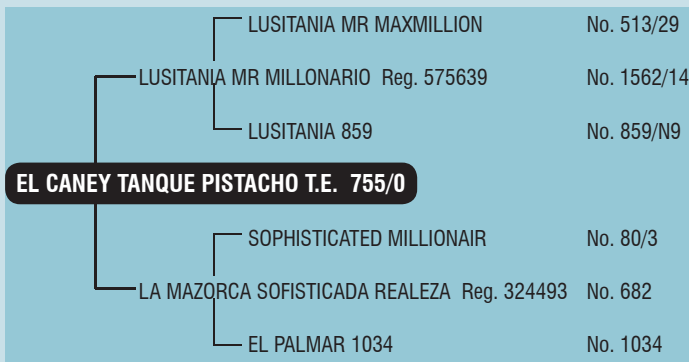 LUSITANIA MR MAXMILLION No. 513/29
LUSITANIA MR MILLONARIO Reg. 575639 No. 1562/14
LUSITANIA 859 No. 859/N9
EL CANEY TANQUE PISTACHO T.E. 755/0
SOPHISTICATED MILLIONAIR No. 80/3
LA MAZORCA SOFISTICADA REALEZA Reg. 324493 No. 682
EL PALMAR 1034 No. 1034